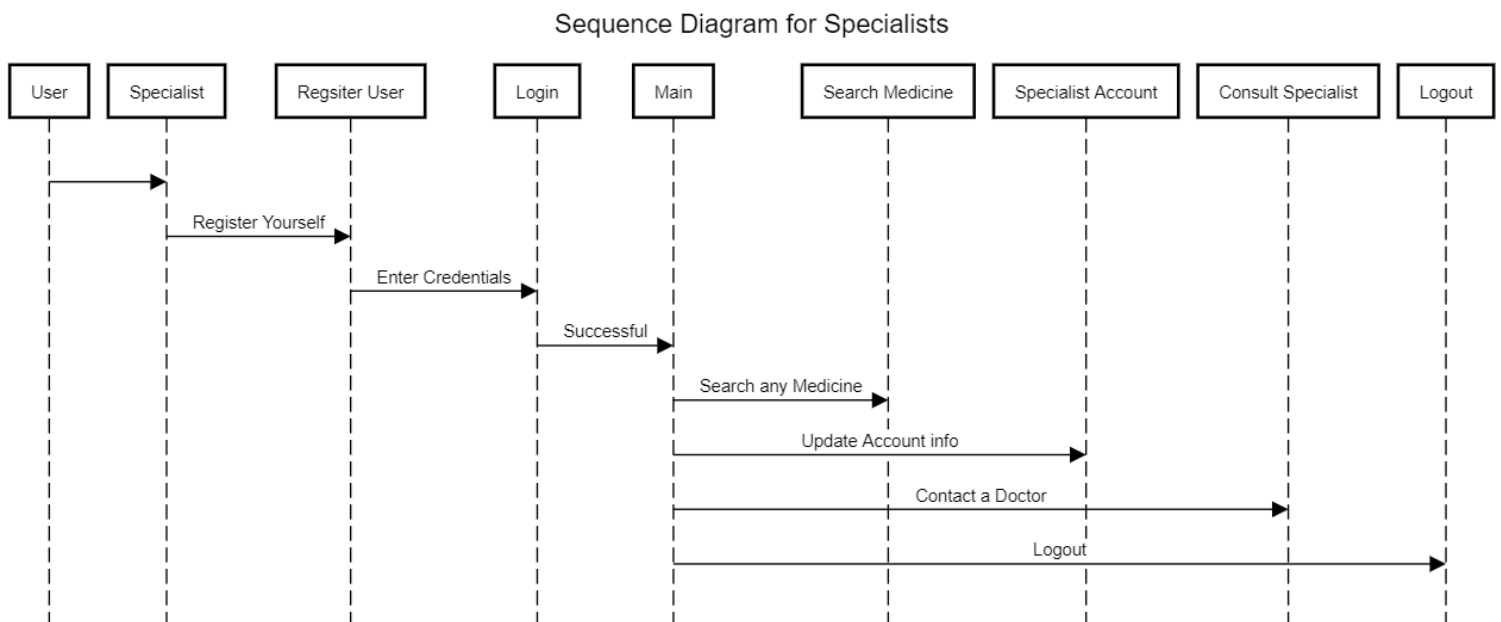 Sequence Diagram for Specialists
User
Specialist
Regsiter User
Login
Main
Search Medicine
Specialist Account
Consult Specialist
Logout
Register Yourself
Enter Credentials
Successful
Search any Medicine
Update Account info
Contact a Doctor
Logout